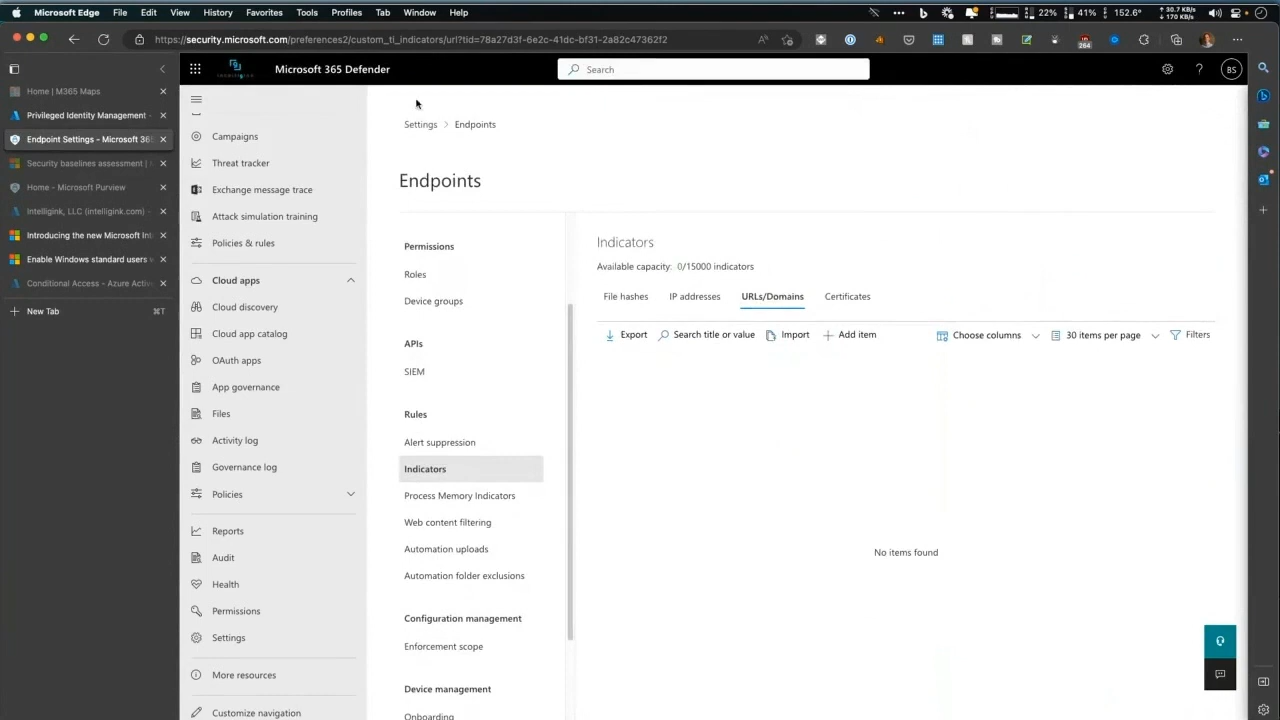 Microsoft Edge File Edit View History Favorites Tools Profiles Tab Window Help 22% 41% 152.6° ↑ 30.7 KB/s ↓ 170 KB/s
https://security.microsoft.com/preferences2/custom_ti_indicators/url?tid=78a27d3f-6e2c-41dc-bf31-2a82c47362f2 264
Home | M365 Maps
Privileged Identity Management
Endpoint Settings - Microsoft 365
Security baselines assessment |
Home - Microsoft Purview
Intelligink, LLC (intelligink.com) -
Introducing the new Microsoft Int
Enable Windows standard users
Conditional Access - Azure Activ
New Tab ⌘T
Microsoft 365 Defender
Search
BS
Campaigns
Threat tracker
Exchange message trace
Attack simulation training
Policies & rules
Cloud apps
Cloud discovery
Cloud app catalog
OAuth apps
App governance
Files
Activity log
Governance log
Policies
Reports
Audit
Health
Permissions
Settings
More resources
Customize navigation
Settings > Endpoints
Endpoints
Permissions
Roles
Device groups
APIs
SIEM
Rules
Alert suppression
Indicators
Process Memory Indicators
Web content filtering
Automation uploads
Automation folder exclusions
Configuration management
Enforcement scope
Device management
Onboarding
Indicators
Available capacity: 0/15000 indicators
File hashes IP addresses URLs/Domains Certificates
Export Search title or value Import Add item Choose columns 30 items per page Filters
No items found